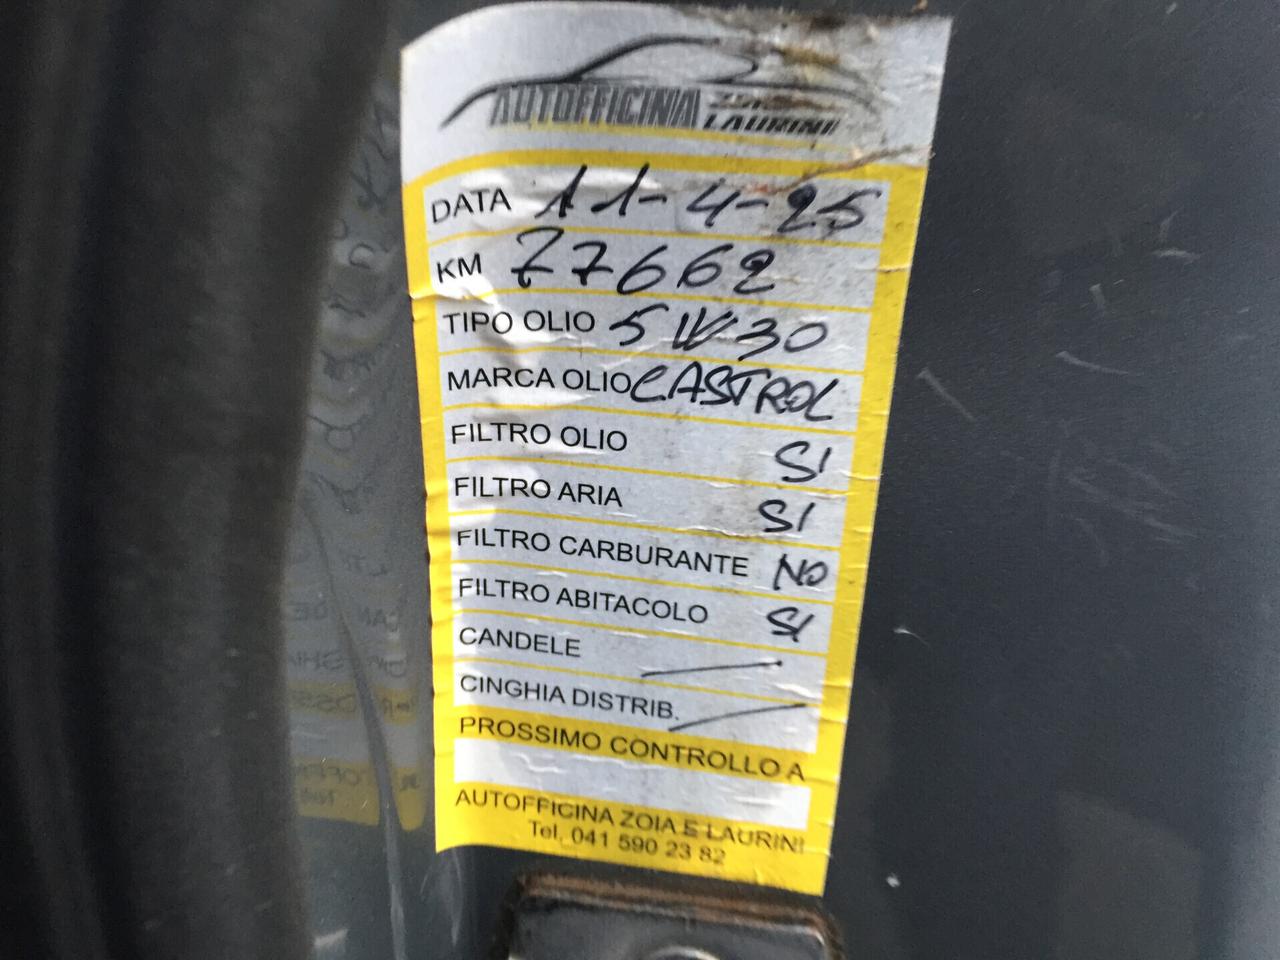 AUTOFFICINA ZOIA E
LAURINI
DATA 11-4-25
KM 77662
TIPO OLIO 5W30
MARCA OLIO CASTROL
FILTRO OLIO SI
FILTRO ARIA SI
FILTRO CARBURANTE NO
FILTRO ABITACOLO SI
CANDELE
CINGHIA DISTRIB.
PROSSIMO CONTROLLO A
AUTOFFICINA ZOIA E LAURINI
Tel. 041 590 23 82